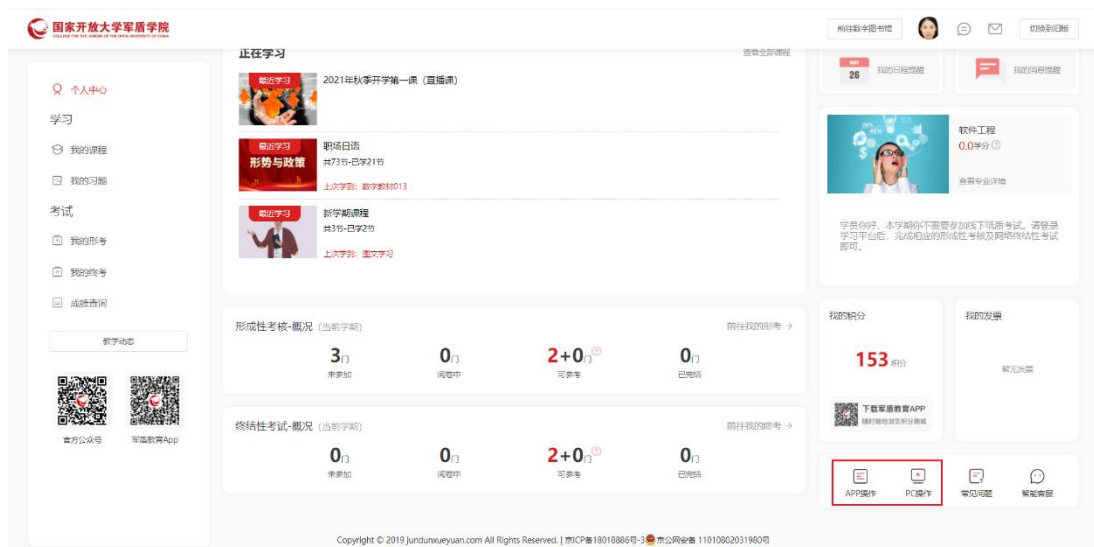 国家开放大学军盾学院
前往数字图书馆
切换到旧版
个人中心
学习
我的课程
我的习题
考试
我的形考
我的终考
成绩查询
教学动态
官方公众号
军盾教育App
正在学习
查看全部课程
最近学习
2021年秋季开学第一课（直播课）
最近学习
形势与政策
职场日语
共73节-已学21节
上次学到：数字教材013
最近学习
新学期课程
共3节-已学2节
上次学到：图文学习
形成性考核-概况（当前学期）
前往我的形考 →
3门
0门
2+0门
0门
未参加
阅卷中
可参考
已完结
终结性考试-概况（当前学期）
前往我的终考 →
0门
0门
2+0门
0门
未参加
阅卷中
可参考
已完结
26
我的日程提醒
我的消息提醒
软件工程
0.0学分
查看专业详情
学员你好，本学期你不需要参加线下纸质考试。请登录
学习平台后，完成相应的形成性考核及网络终结性考试
即可。
我的积分
153 积分
下载军盾教育APP
随时随地浏览积分商城
我的发票
暂无发票
APP操作
PC操作
常见问题
智能客服
Copyright © 2019 jundunxueyuan.com All Rights Reserved. | 京ICP备18018886号-3 京公网安备 11010802031980号